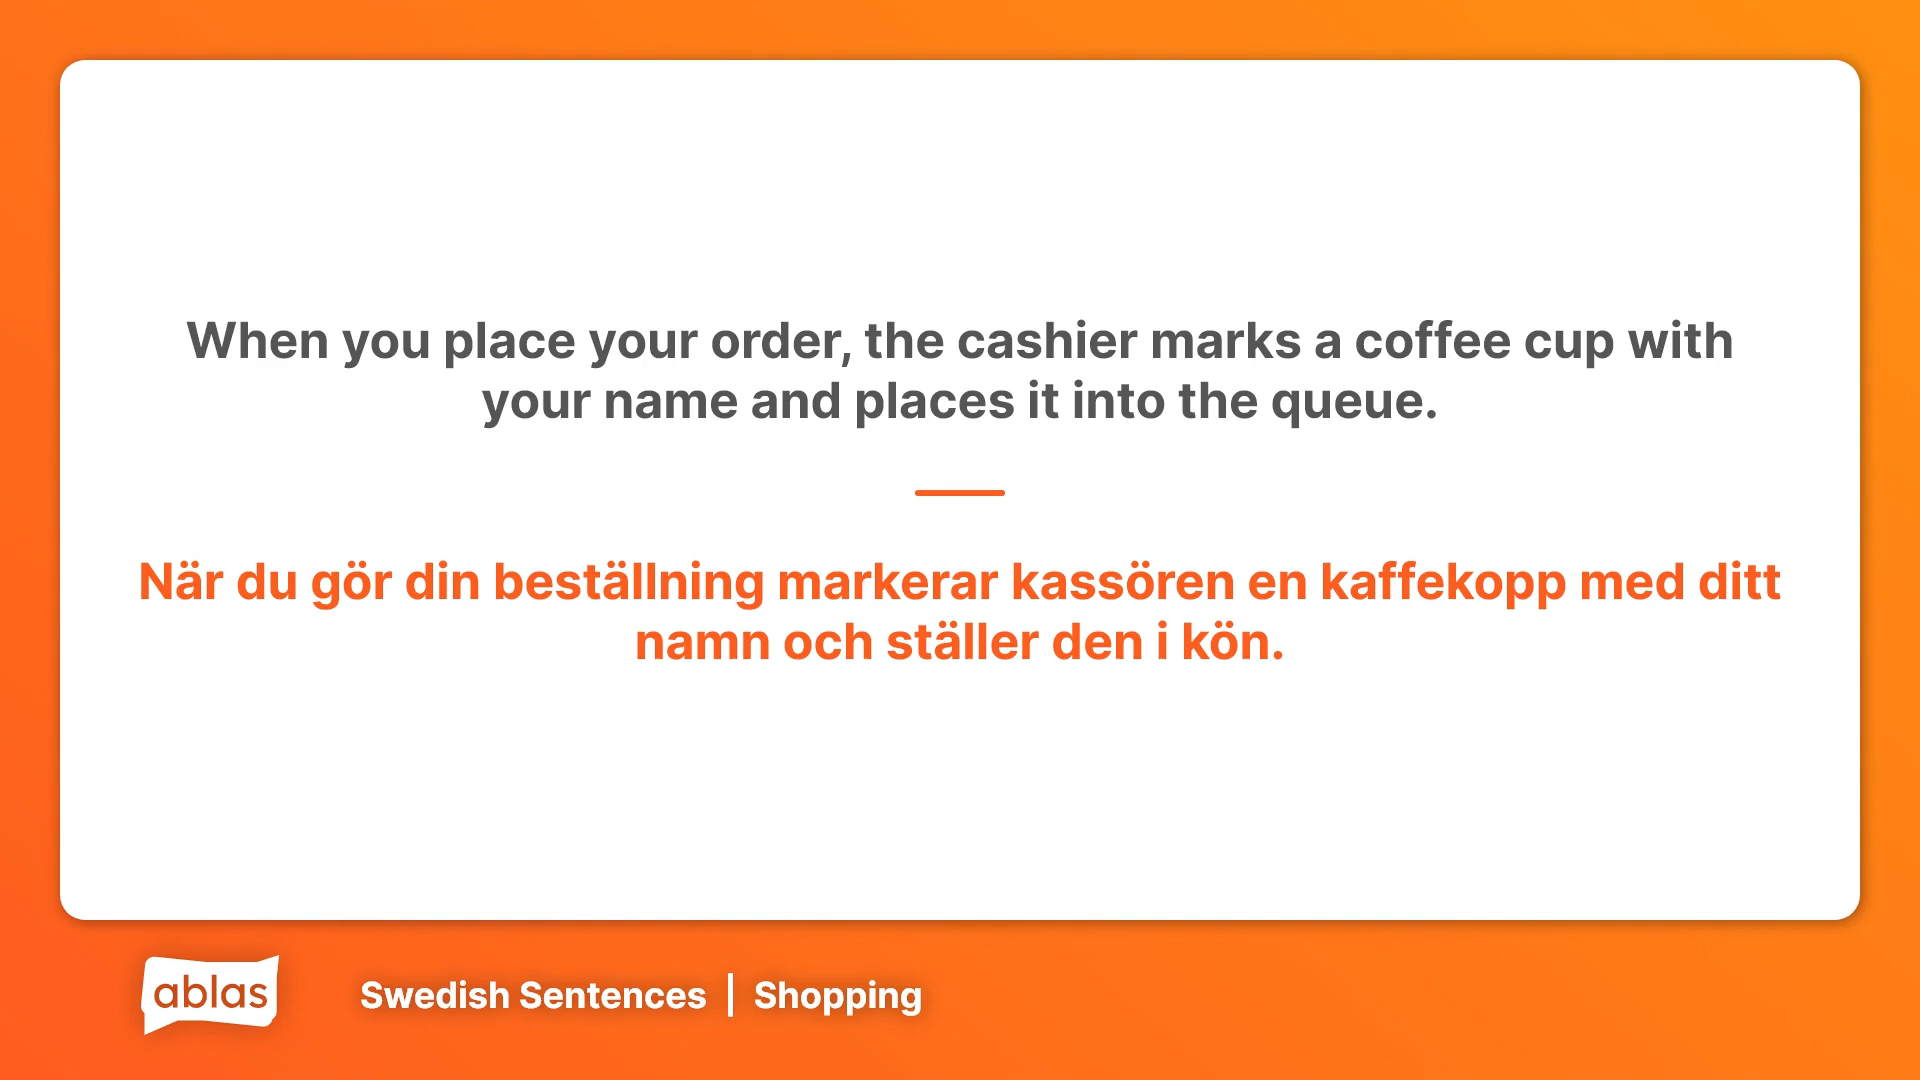 When you place your order, the cashier marks a coffee cup with
your name and places it into the queue.
När du gör din beställning markerar kassören en kaffekopp med ditt
namn och ställer den i kön.
ablas
Swedish Sentences | Shopping